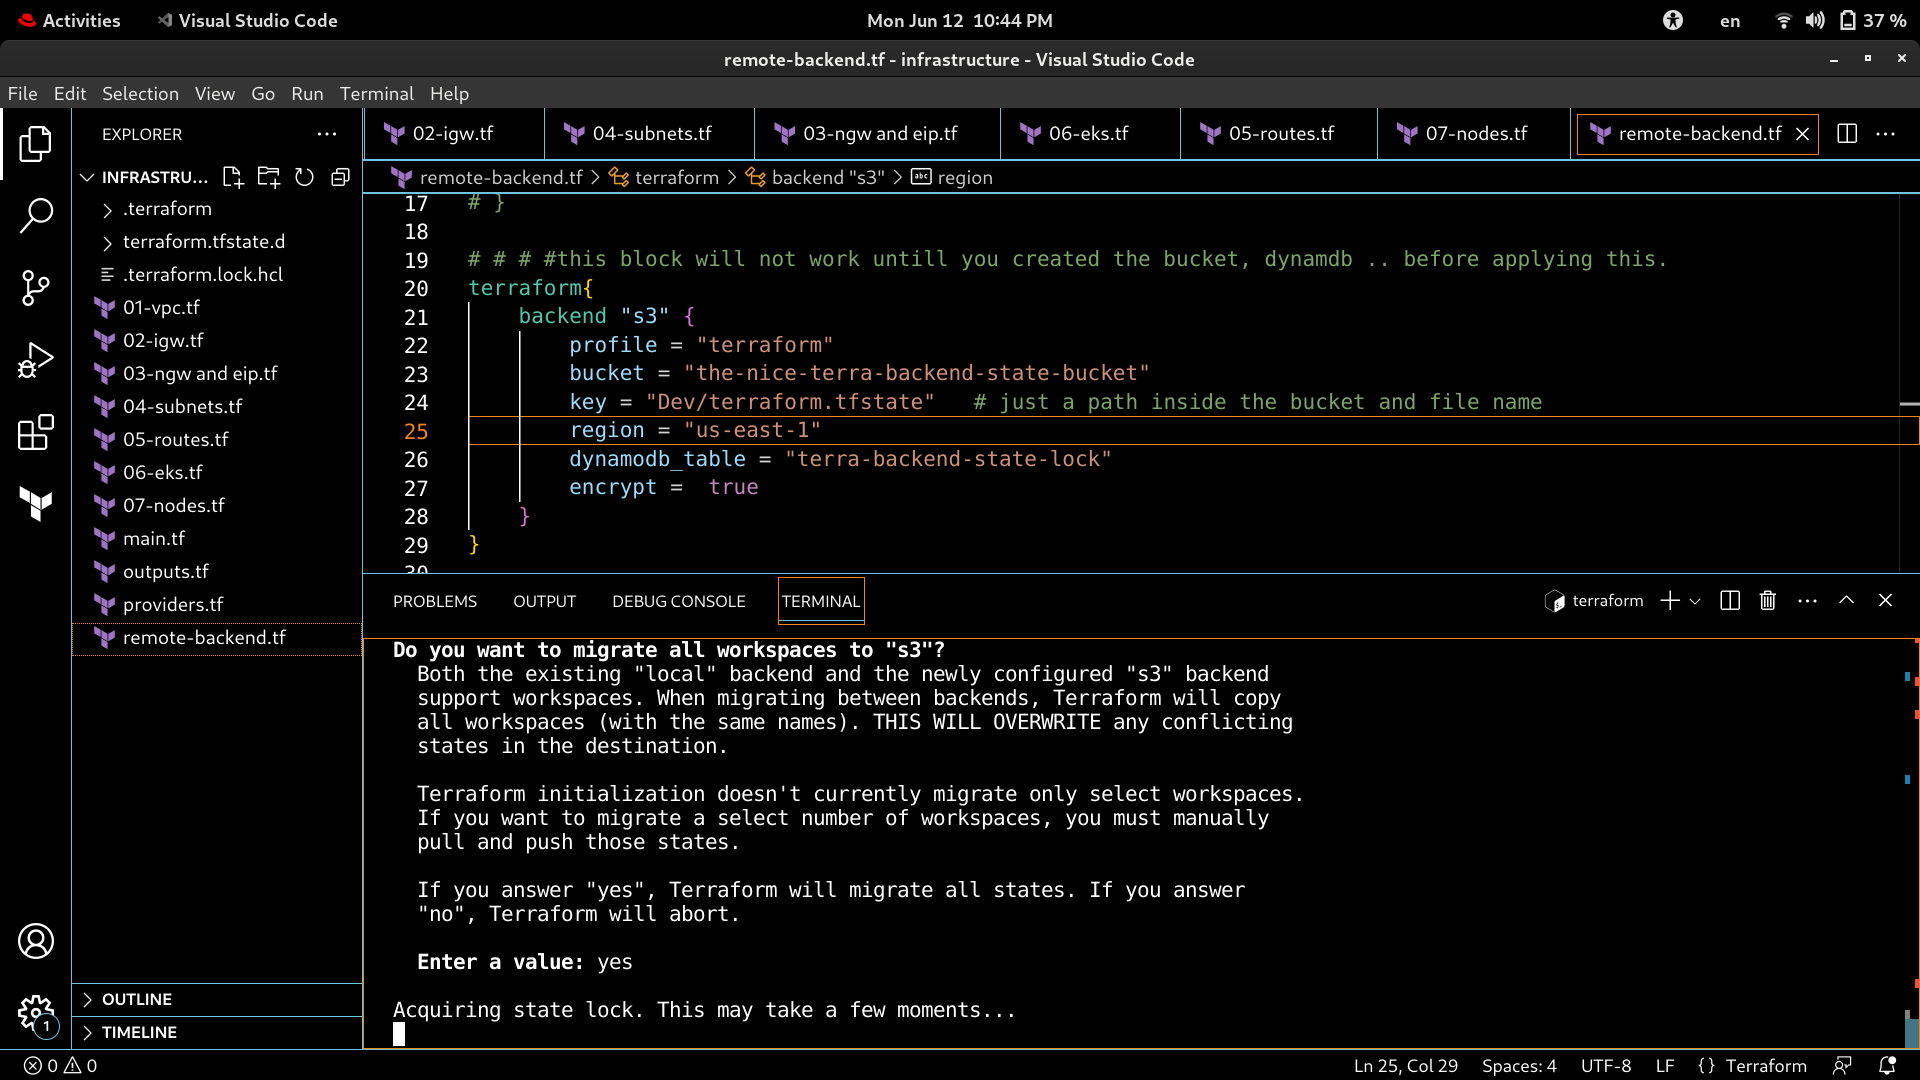 Activities
Visual Studio Code
Mon Jun 12  10:44 PM
en
37 %
remote-backend.tf - infrastructure - Visual Studio Code
File Edit Selection View Go Run Terminal Help
EXPLORER
INFRASTRU...
.terraform
terraform.tfstate.d
.terraform.lock.hcl
01-vpc.tf
02-igw.tf
03-ngw and eip.tf
04-subnets.tf
05-routes.tf
06-eks.tf
07-nodes.tf
main.tf
outputs.tf
providers.tf
remote-backend.tf
OUTLINE
TIMELINE
1
02-igw.tf
04-subnets.tf
03-ngw and eip.tf
06-eks.tf
05-routes.tf
07-nodes.tf
remote-backend.tf
remote-backend.tf > terraform > backend "s3" > abc region
17 # }
18
19 # # # #this block will not work untill you created the bucket, dynamdb .. before applying this.
20 terraform{
21     backend "s3" {
22         profile = "terraform"
23         bucket = "the-nice-terra-backend-state-bucket"
24         key = "Dev/terraform.tfstate"   # just a path inside the bucket and file name
25         region = "us-east-1"
26         dynamodb_table = "terra-backend-state-lock"
27         encrypt =  true
28     }
29 }
30
PROBLEMS OUTPUT DEBUG CONSOLE TERMINAL
terraform
Do you want to migrate all workspaces to "s3"?
  Both the existing "local" backend and the newly configured "s3" backend
  support workspaces. When migrating between backends, Terraform will copy
  all workspaces (with the same names). THIS WILL OVERWRITE any conflicting
  states in the destination.
  Terraform initialization doesn't currently migrate only select workspaces.
  If you want to migrate a select number of workspaces, you must manually
  pull and push those states.
  If you answer "yes", Terraform will migrate all states. If you answer
  "no", Terraform will abort.
  Enter a value: yes
Acquiring state lock. This may take a few moments...
0 0
Ln 25, Col 29 Spaces: 4 UTF-8 LF {} Terraform